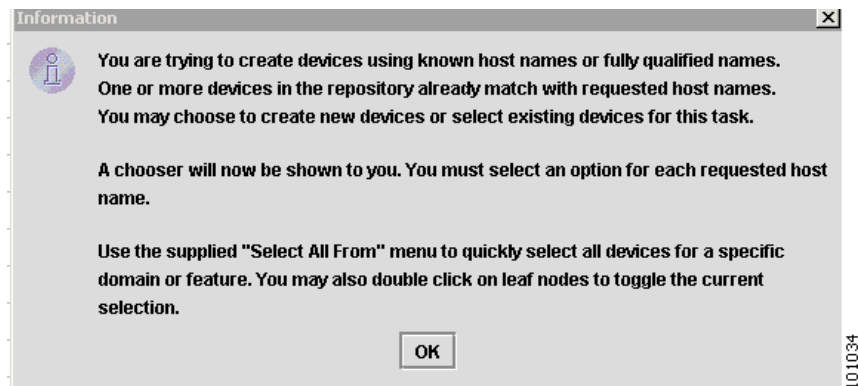 Information
You are trying to create devices using known host names or fully qualified names.
One or more devices in the repository already match with requested host names.
You may choose to create new devices or select existing devices for this task.
A chooser will now be shown to you. You must select an option for each requested host
name.
Use the supplied "Select All From" menu to quickly select all devices for a specific
domain or feature. You may also double click on leaf nodes to toggle the current
selection.
OK
101034